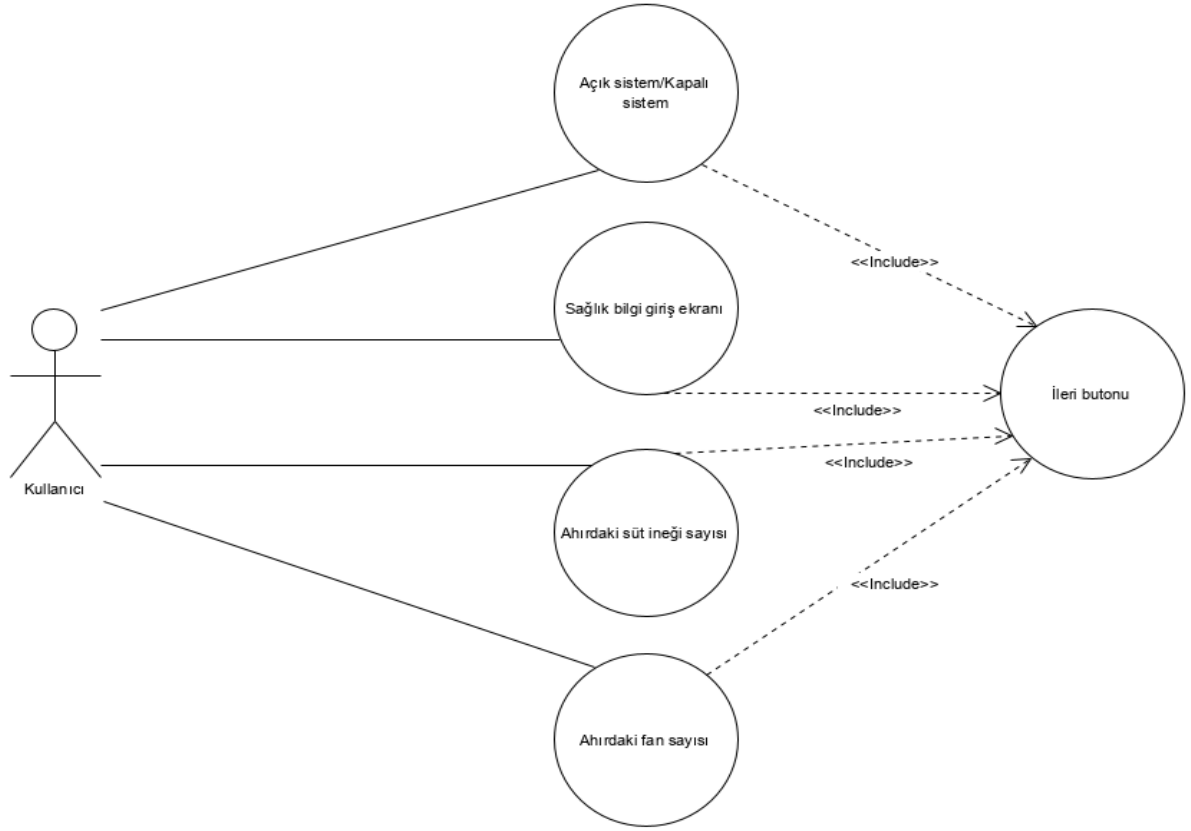 Açık sistem/Kapalı
sistem
<<Include>>
Sağlık bilgi giriş ekranı
İleri butonu
<<Include>>
<<Include>>
Kullanıcı
Ahırdaki süt ineği sayısı
<<Include>>
Ahırdaki fan sayısı